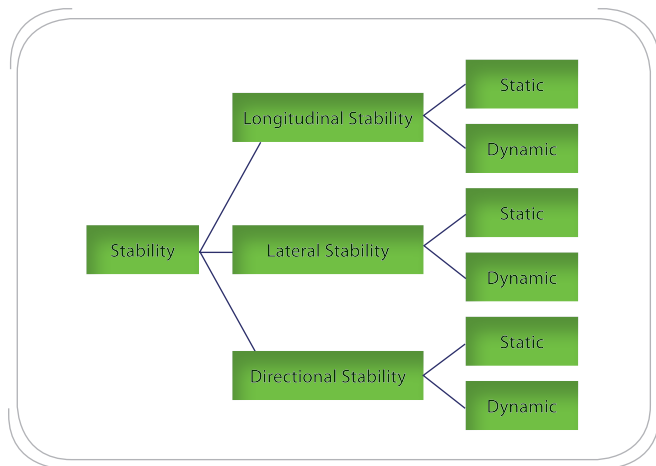 Stability
Longitudinal Stability
Static
Dynamic
Lateral Stability
Static
Dynamic
Directional Stability
Static
Dynamic